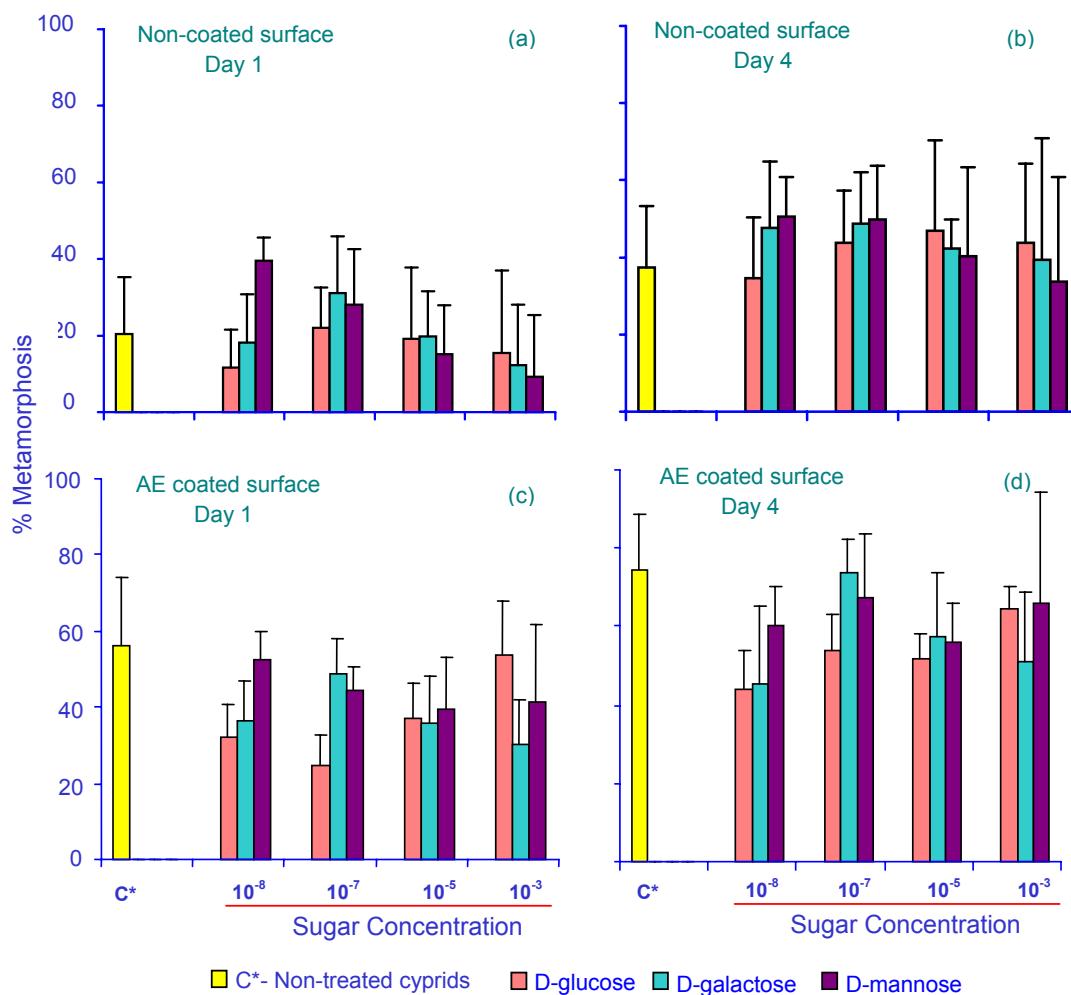 100
80
60
40
20
0
Non-coated surface
Day 1
(a)
Non-coated surface
Day 4
(b)
% Metamorphosis
100
80
60
40
20
0
AE coated surface
Day 1
(c)
AE coated surface
Day 4
(d)
C* 10⁻⁸ 10⁻⁷ 10⁻⁵ 10⁻³
Sugar Concentration
C* 10⁻⁸ 10⁻⁷ 10⁻⁵ 10⁻³
Sugar Concentration
C*- Non-treated cyprids D-glucose D-galactose D-mannose